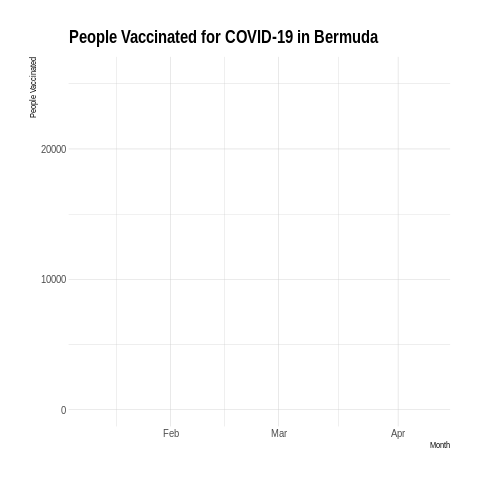 People Vaccinated for COVID-19 in Bermuda
People Vaccinated
20000
10000
0
Feb Mar Apr
Month